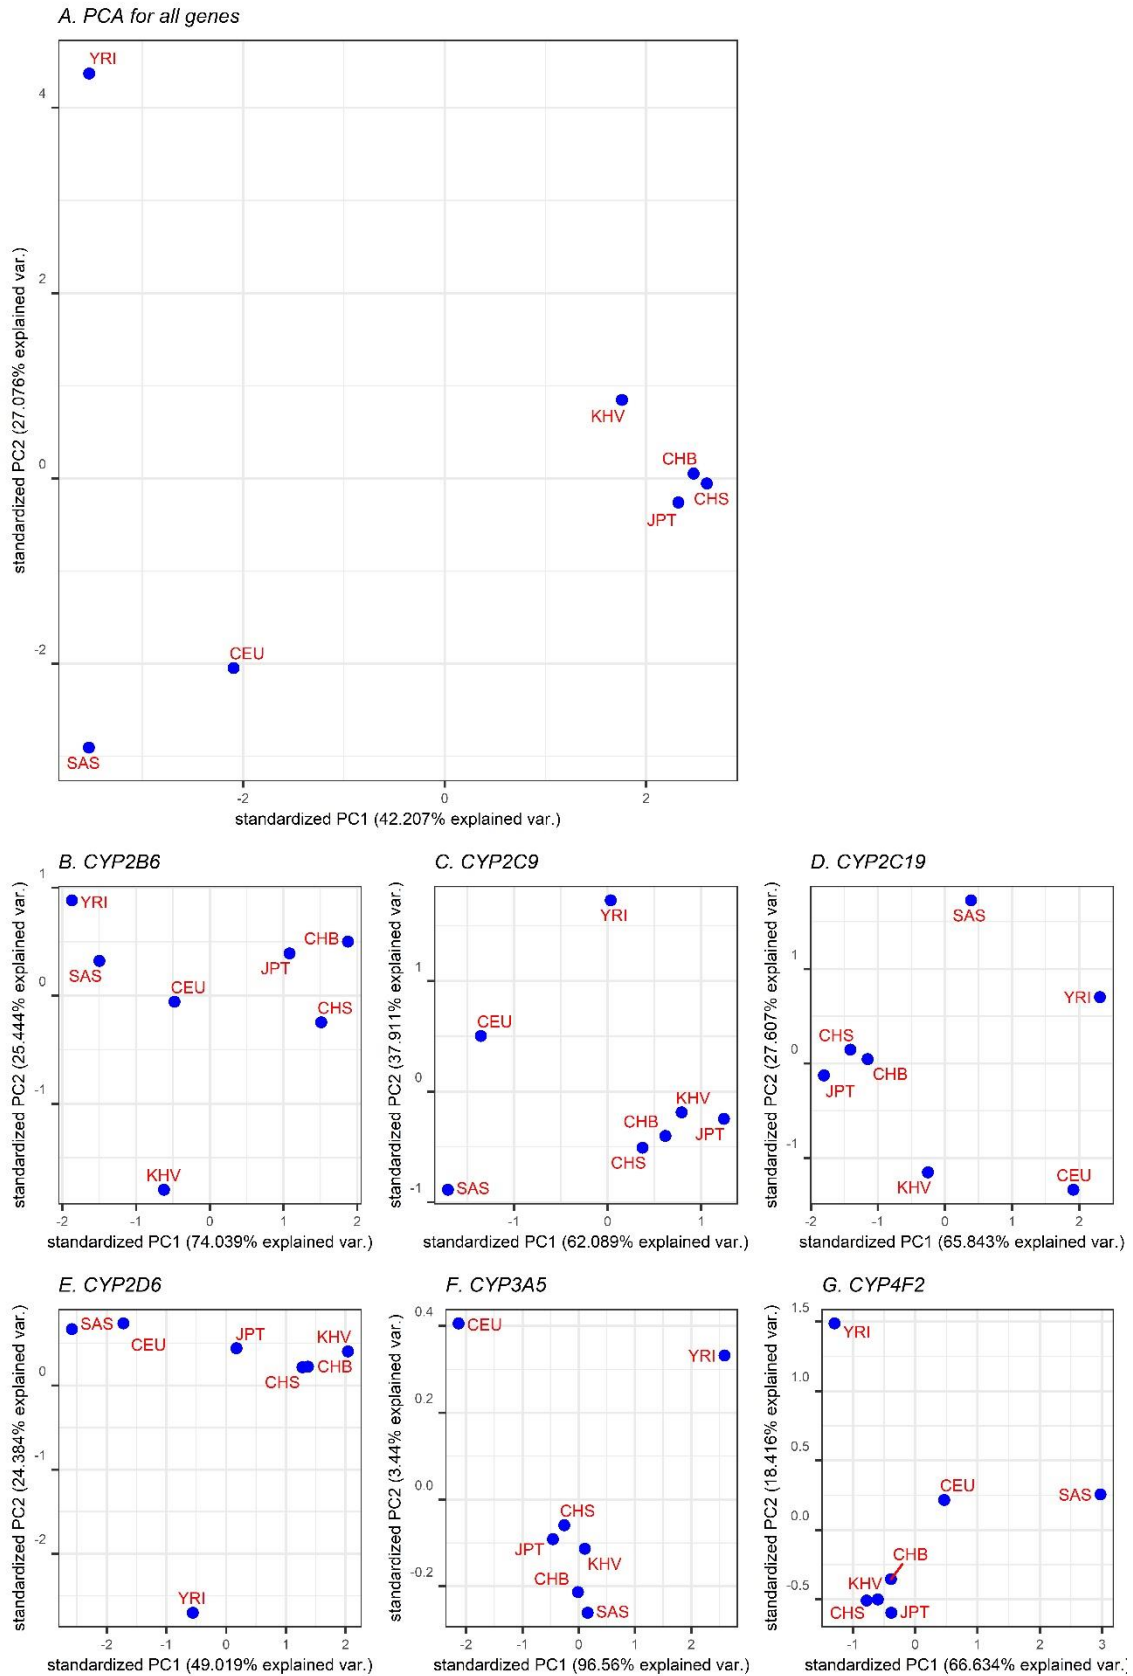 A. PCA for all genes
YRI
4
2
KHV
CHB
0
CHS
JPT
-2
CEU
SAS
-2
0
2
standardized PC2 (27.076% explained var.)
standardized PC1 (42.207% explained var.)
B. CYP2B6
1
YRI
CHB
SAS
JPT
0
CEU
CHS
-1
KHV
-2
-1
0
1
2
standardized PC2 (25.444% explained var.)
standardized PC1 (74.039% explained var.)
C. CYP2C9
YRI
1
CEU
0
KHV
CHB
JPT
CHS
-1
SAS
-1
0
1
standardized PC2 (37.911% explained var.)
standardized PC1 (62.089% explained var.)
D. CYP2C19
SAS
1
YRI
CHS
0
CHB
JPT
-1
KHV
CEU
-2
-1
0
1
2
standardized PC2 (27.607% explained var.)
standardized PC1 (65.843% explained var.)
E. CYP2D6
SAS
CEU
JPT
KHV
0
CHS
CHB
-1
-2
YRI
-2
-1
0
1
2
standardized PC2 (24.384% explained var.)
standardized PC1 (49.019% explained var.)
F. CYP3A5
0.4
CEU
YRI
0.2
0.0
CHS
JPT
KHV
-0.2
CHB
SAS
-2
-1
0
1
2
standardized PC2 (3.44% explained var.)
standardized PC1 (96.56% explained var.)
G. CYP4F2
1.5
YRI
1.0
0.5
CEU
SAS
0.0
CHB
KHV
-0.5
CHS
JPT
-1
0
1
2
3
standardized PC2 (18.416% explained var.)
standardized PC1 (66.634% explained var.)